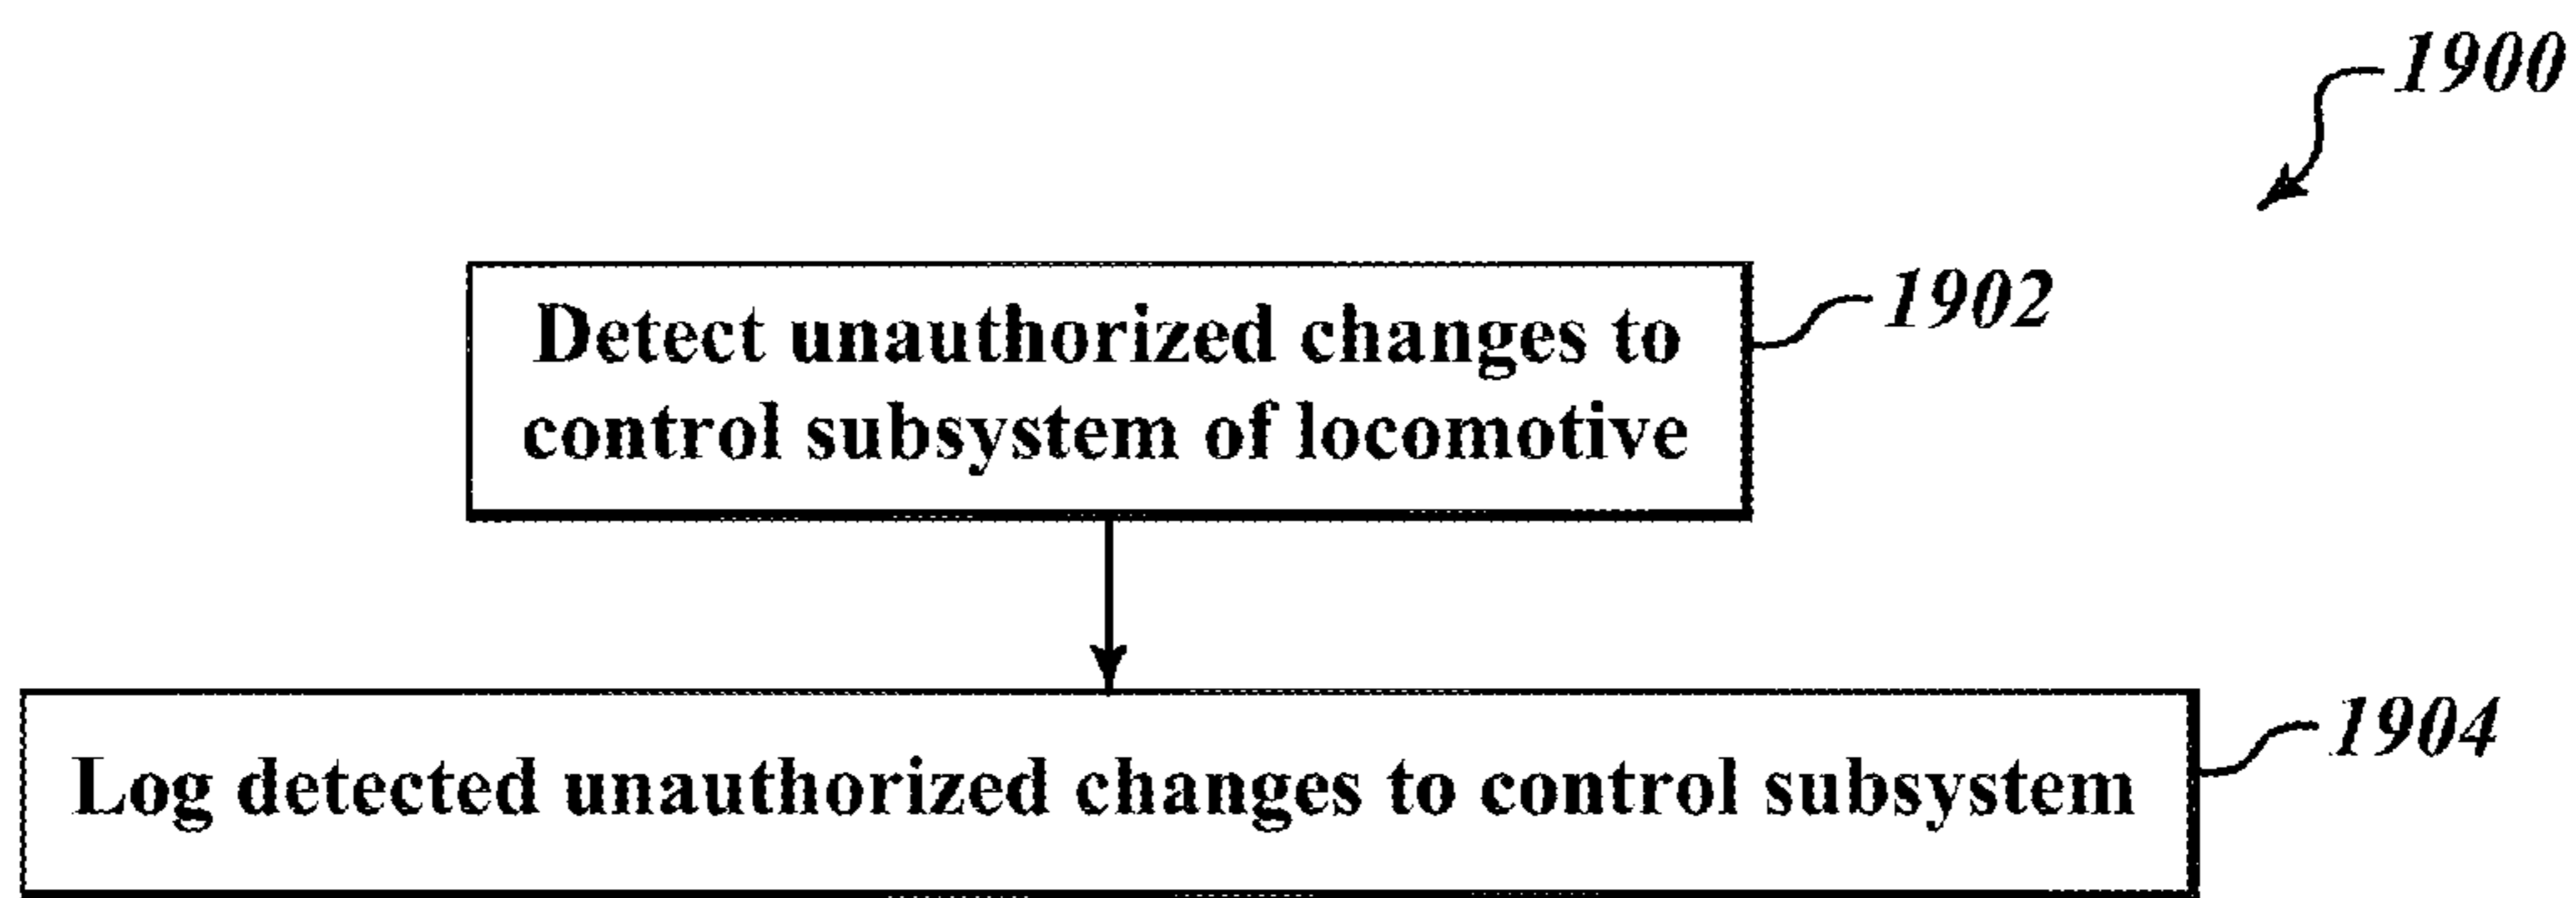 1900
Detect unauthorized changes to
control subsystem of locomotive
1902
Log detected unauthorized changes to control subsystem
1904